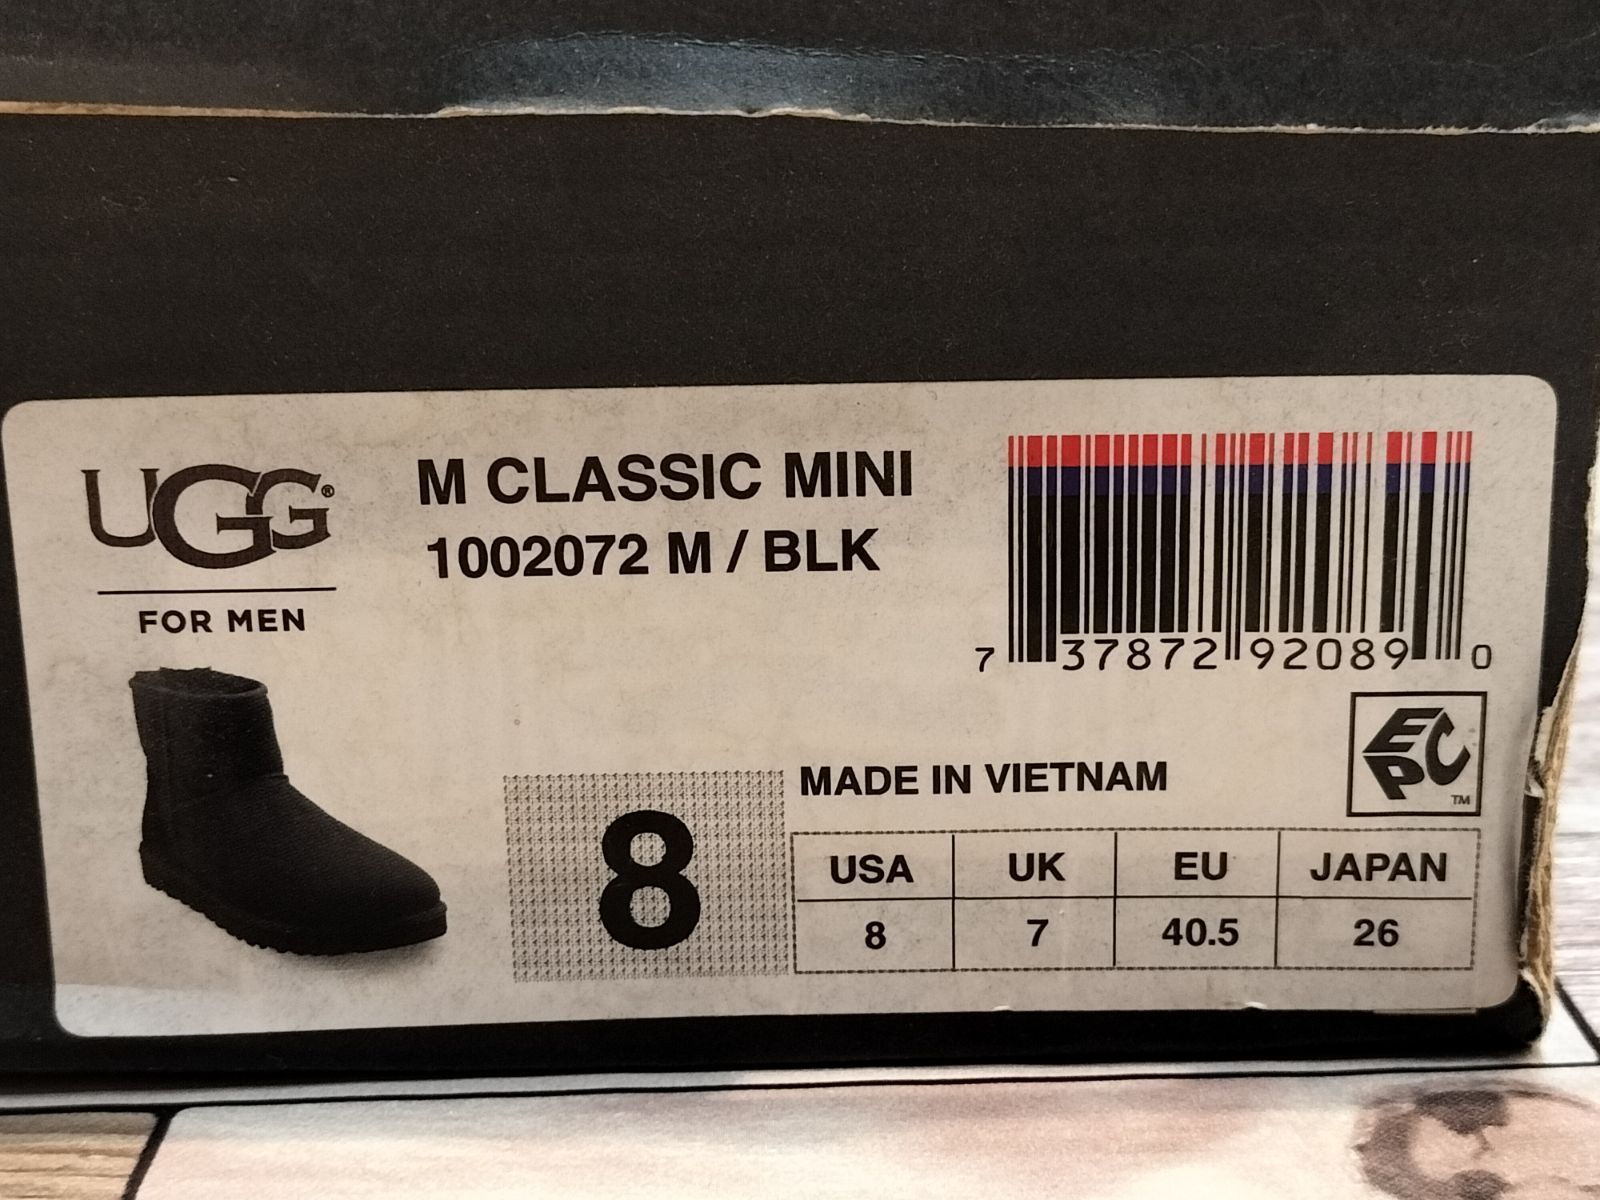 UGG®
FOR MEN
M CLASSIC MINI
1002072 M / BLK
7 37872 92089 0
EPC™
8
MADE IN VIETNAM
USA UK EU JAPAN
8 7 40.5 26